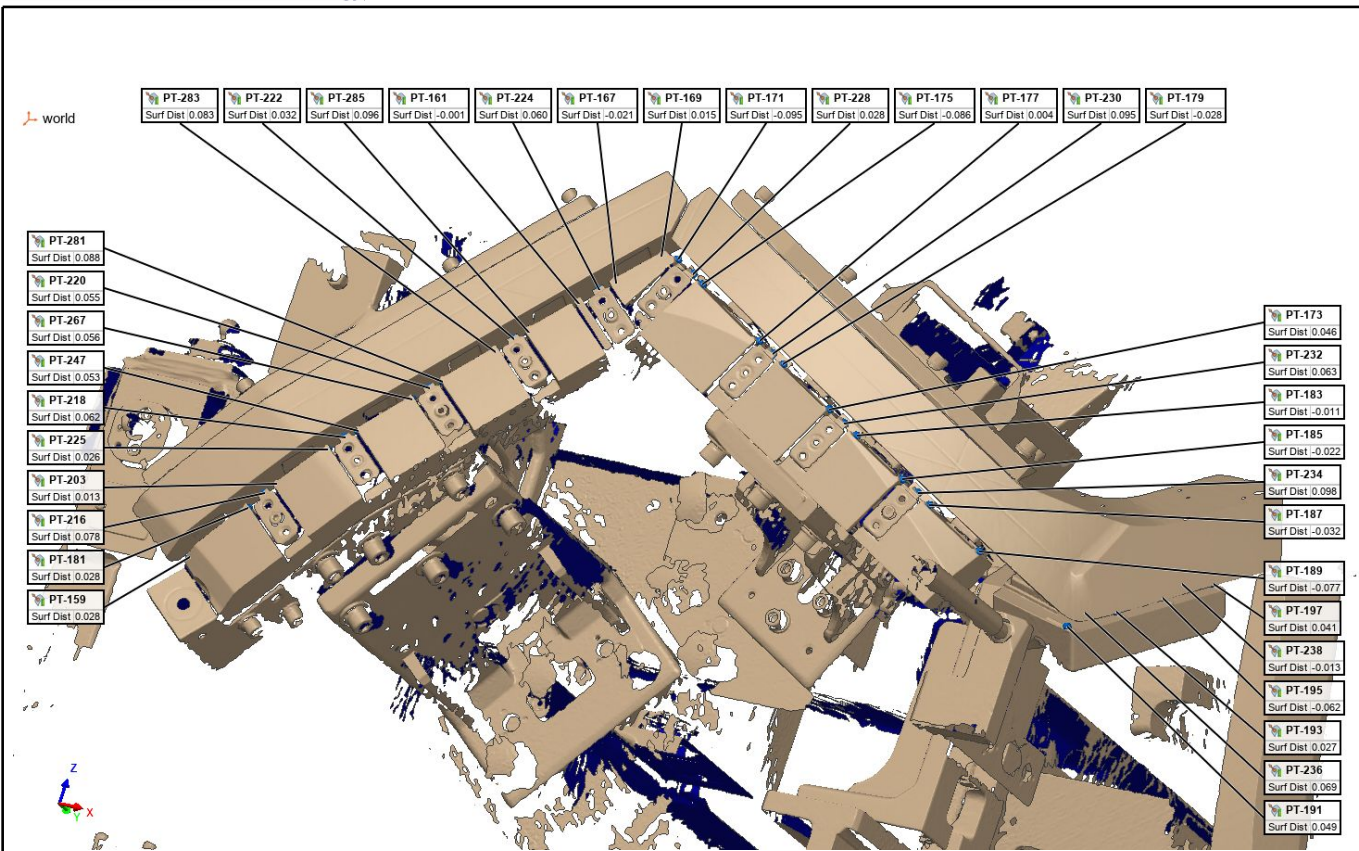 PT-283
Surf Dist 0.083
PT-222
Surf Dist 0.032
PT-285
Surf Dist 0.096
PT-161
Surf Dist -0.001
PT-224
Surf Dist 0.060
PT-167
Surf Dist -0.021
PT-169
Surf Dist 0.015
PT-171
Surf Dist -0.095
PT-228
Surf Dist 0.028
PT-175
Surf Dist -0.086
PT-177
Surf Dist 0.004
PT-230
Surf Dist 0.095
PT-179
Surf Dist -0.028
world
PT-281
Surf Dist 0.088
PT-220
Surf Dist 0.055
PT-267
Surf Dist 0.056
PT-247
Surf Dist 0.053
PT-218
Surf Dist 0.062
PT-225
Surf Dist 0.026
PT-203
Surf Dist 0.013
PT-216
Surf Dist 0.078
PT-181
Surf Dist 0.028
PT-159
Surf Dist 0.028
PT-173
Surf Dist 0.046
PT-232
Surf Dist 0.063
PT-183
Surf Dist -0.011
PT-185
Surf Dist -0.022
PT-234
Surf Dist 0.098
PT-187
Surf Dist -0.032
PT-189
Surf Dist -0.077
PT-197
Surf Dist 0.041
PT-238
Surf Dist -0.013
PT-195
Surf Dist -0.062
PT-193
Surf Dist 0.027
PT-236
Surf Dist 0.069
PT-191
Surf Dist 0.049
Z
X
Y